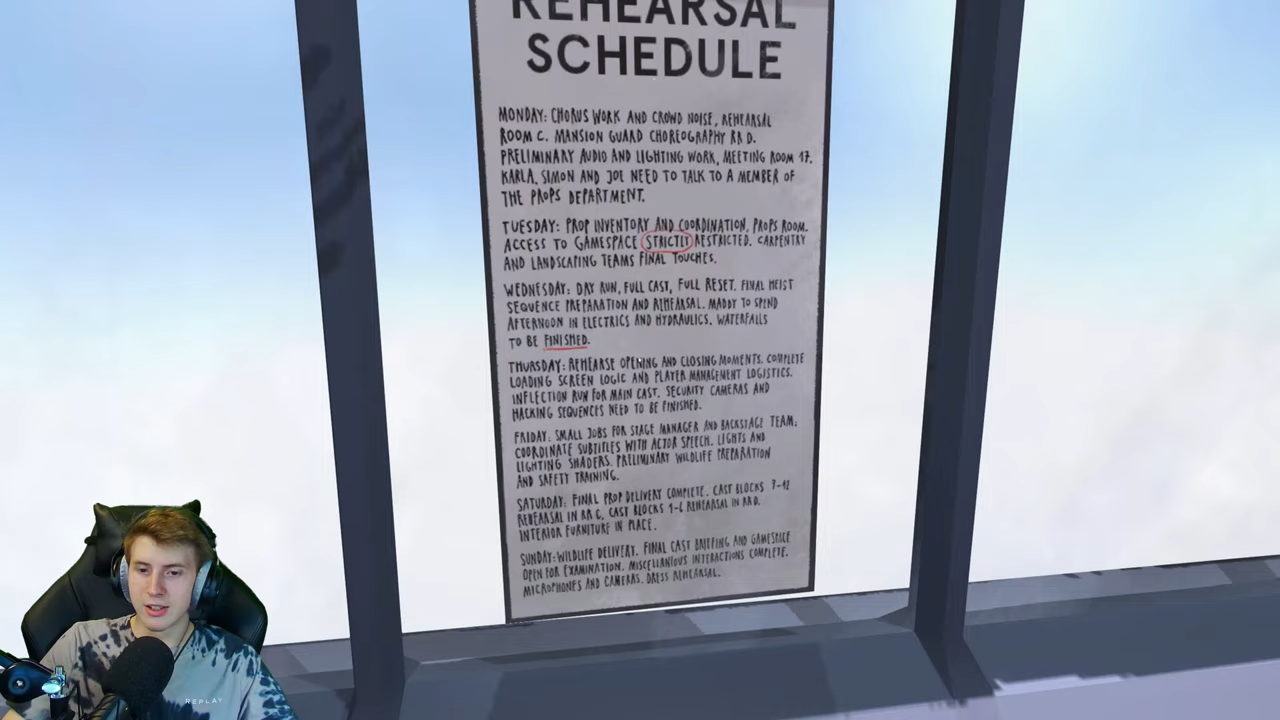 REHEARSAL
SCHEDULE
MONDAY: CHORUS WORK AND CROWD NOISE, REHEARSAL
ROOM C. MANSION GUARD CHOREOGRAPHY RR D.
PRELIMINARY AUDIO AND LIGHTING WORK, MEETING ROOM 17.
KARLA, SIMON AND JOE NEED TO TALK TO A MEMBER OF
THE PROPS DEPARTMENT.
TUESDAY: PROP INVENTORY AND COORDINATION, PROPS ROOM.
ACCESS TO GAMESPACE STRICTLY RESTRICTED. CARPENTRY
AND LANDSCAPING TEAMS FINAL TOUCHES.
WEDNESDAY: DAY RUN, FULL CAST, FULL RESET. FINAL HEIST
SEQUENCE PREPARATION AND REHEARSAL. MADDY TO SPEND
AFTERNOON IN ELECTRICS AND HYDRAULICS. WATERFALLS
TO BE FINISHED.
THURSDAY: REHEARSE OPENING AND CLOSING MOMENTS. COMPLETE
LOADING SCREEN LOGIC AND PLAYER MANAGEMENT LOGISTICS.
INFLECTION RUN FOR MAIN CAST. SECURITY CAMERAS AND
HACKING SEQUENCES NEED TO BE FINISHED.
FRIDAY: SMALL JOBS FOR STAGE MANAGER AND BACKSTAGE TEAM.
COORDINATE SUBTITLES WITH ACTOR SPEECH. LIGHTS AND
LIGHTING SHADERS. PRELIMINARY WILDLIFE PREPARATION
AND SAFETY TRAINING.
SATURDAY: FINAL PROP DELIVERY COMPLETE. CAST BLOCKS 7-12
REHEARSAL IN RR C. CAST BLOCKS 1-6 REHEARSAL IN RR D.
INTERIOR FURNITURE IN PLACE.
SUNDAY: WILDLIFE DELIVERY. FINAL CAST BRIEFING AND GAMESPACE
OPEN FOR EXAMINATION. MISCELLANEOUS INTERACTIONS COMPLETE.
MICROPHONES AND CAMERAS. DRESS REHEARSAL.
REPLAY